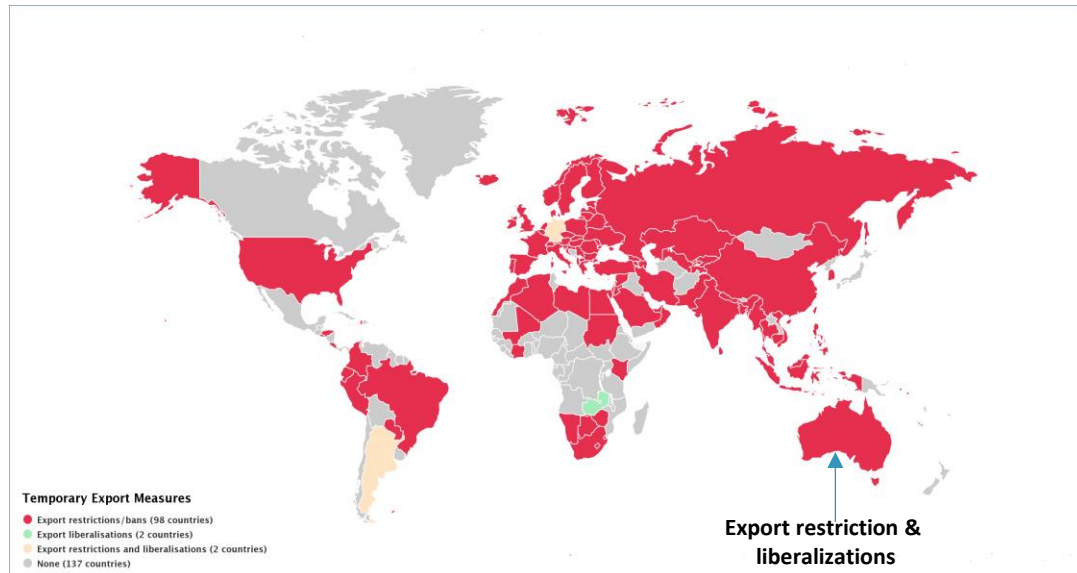 Temporary Export Measures
Export restrictions/bans (98 countries)
Export liberalisations (2 countries)
Export restrictions and liberalisations (2 countries)
None (137 countries)
Export restriction &
liberalizations